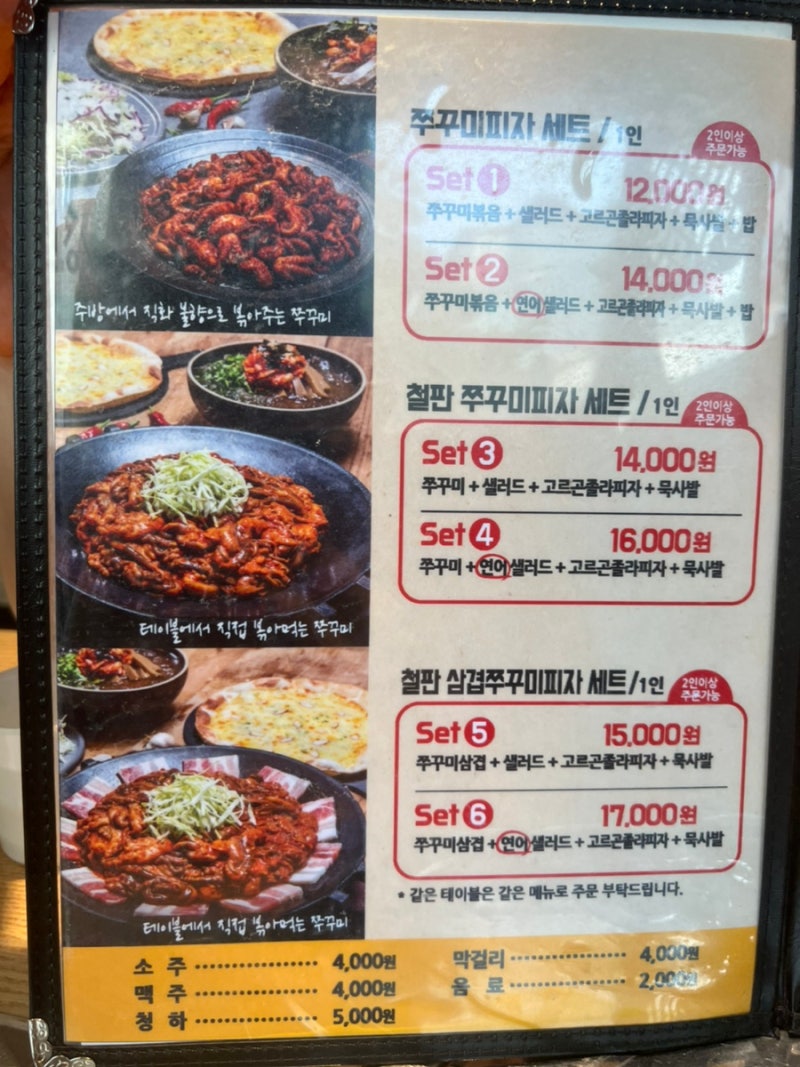 쭈꾸미피자 세트 / 1인
2인이상
주문가능
Set 1 12,000원
쭈꾸미볶음 + 샐러드 + 고르곤졸라피자 + 묵사발 + 밥
Set 2 14,000원
쭈꾸미볶음 + 연어샐러드 + 고르곤졸라피자 + 묵사발 + 밥
주방에서 직화 불향으로 볶아주는 쭈꾸미
철판 쭈꾸미피자 세트 / 1인
2인이상
주문가능
Set 3 14,000원
쭈꾸미 + 샐러드 + 고르곤졸라피자 + 묵사발
Set 4 16,000원
쭈꾸미 + 연어샐러드 + 고르곤졸라피자 + 묵사발
테이블에서 직접 볶아먹는 쭈꾸미
철판 삼겹쭈꾸미피자 세트/1인
2인이상
주문가능
Set 5 15,000원
쭈꾸미삼겹 + 샐러드 + 고르곤졸라피자 + 묵사발
Set 6 17,000원
쭈꾸미삼겹 + 연어샐러드 + 고르곤졸라피자 + 묵사발
* 같은 테이블은 같은 메뉴로 주문 부탁드립니다.
테이블에서 직접 볶아먹는 쭈꾸미
소 주 ················ 4,000원
맥 주 ················ 4,000원
청 하 ················ 5,000원
막걸리 ················ 4,000원
음 료 ················ 2,000원